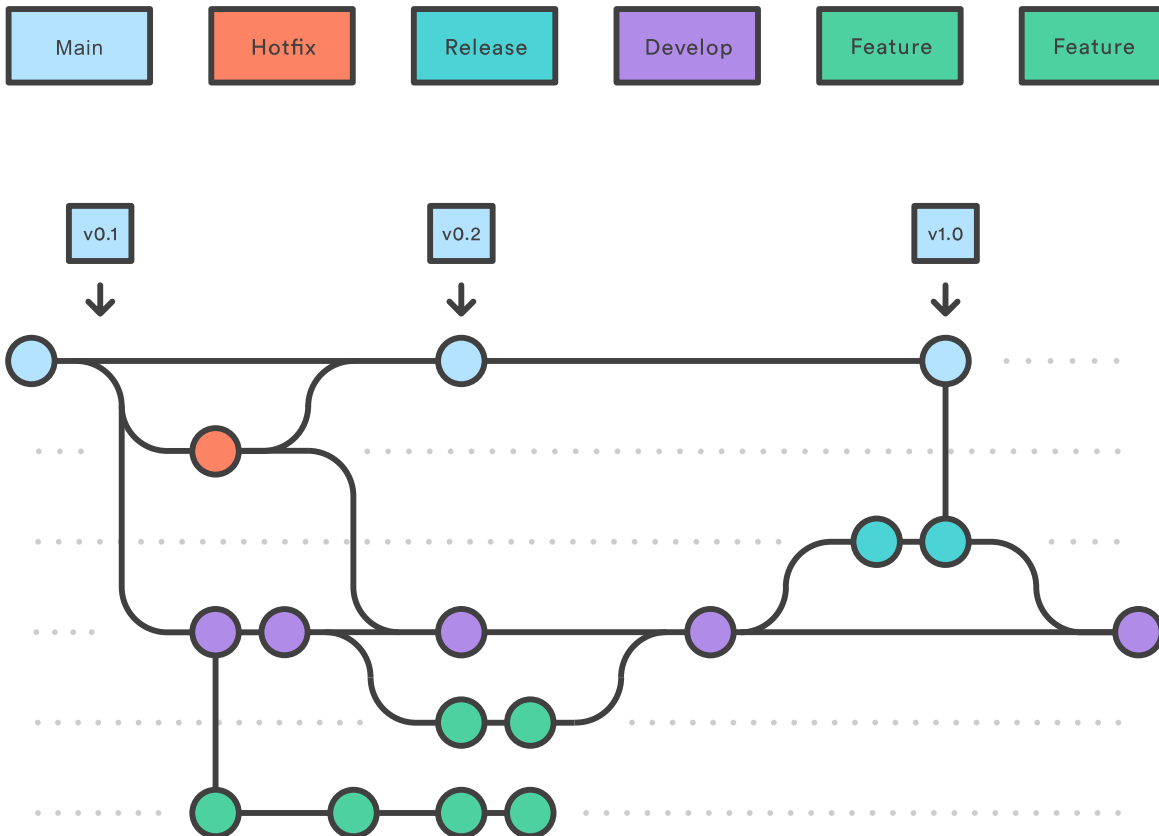 Main
Hotfix
Release
Develop
Feature
Feature
v0.1
v0.2
v1.0